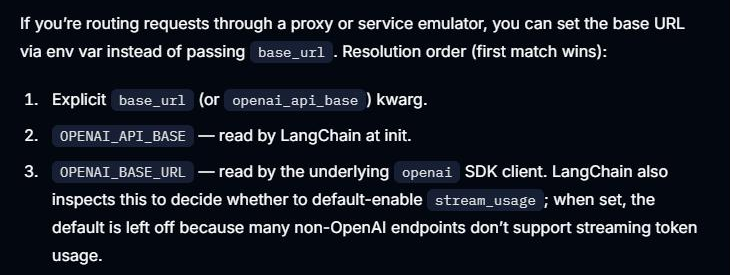 If you’re routing requests through a proxy or service emulator, you can set the base URL
via env var instead of passing base_url. Resolution order (first match wins):
1. Explicit base_url (or openai_api_base) kwarg.
2. OPENAI_API_BASE — read by LangChain at init.
3. OPENAI_BASE_URL — read by the underlying openai SDK client. LangChain also
inspects this to decide whether to default-enable stream_usage; when set, the
default is left off because many non-OpenAI endpoints don’t support streaming token
usage.